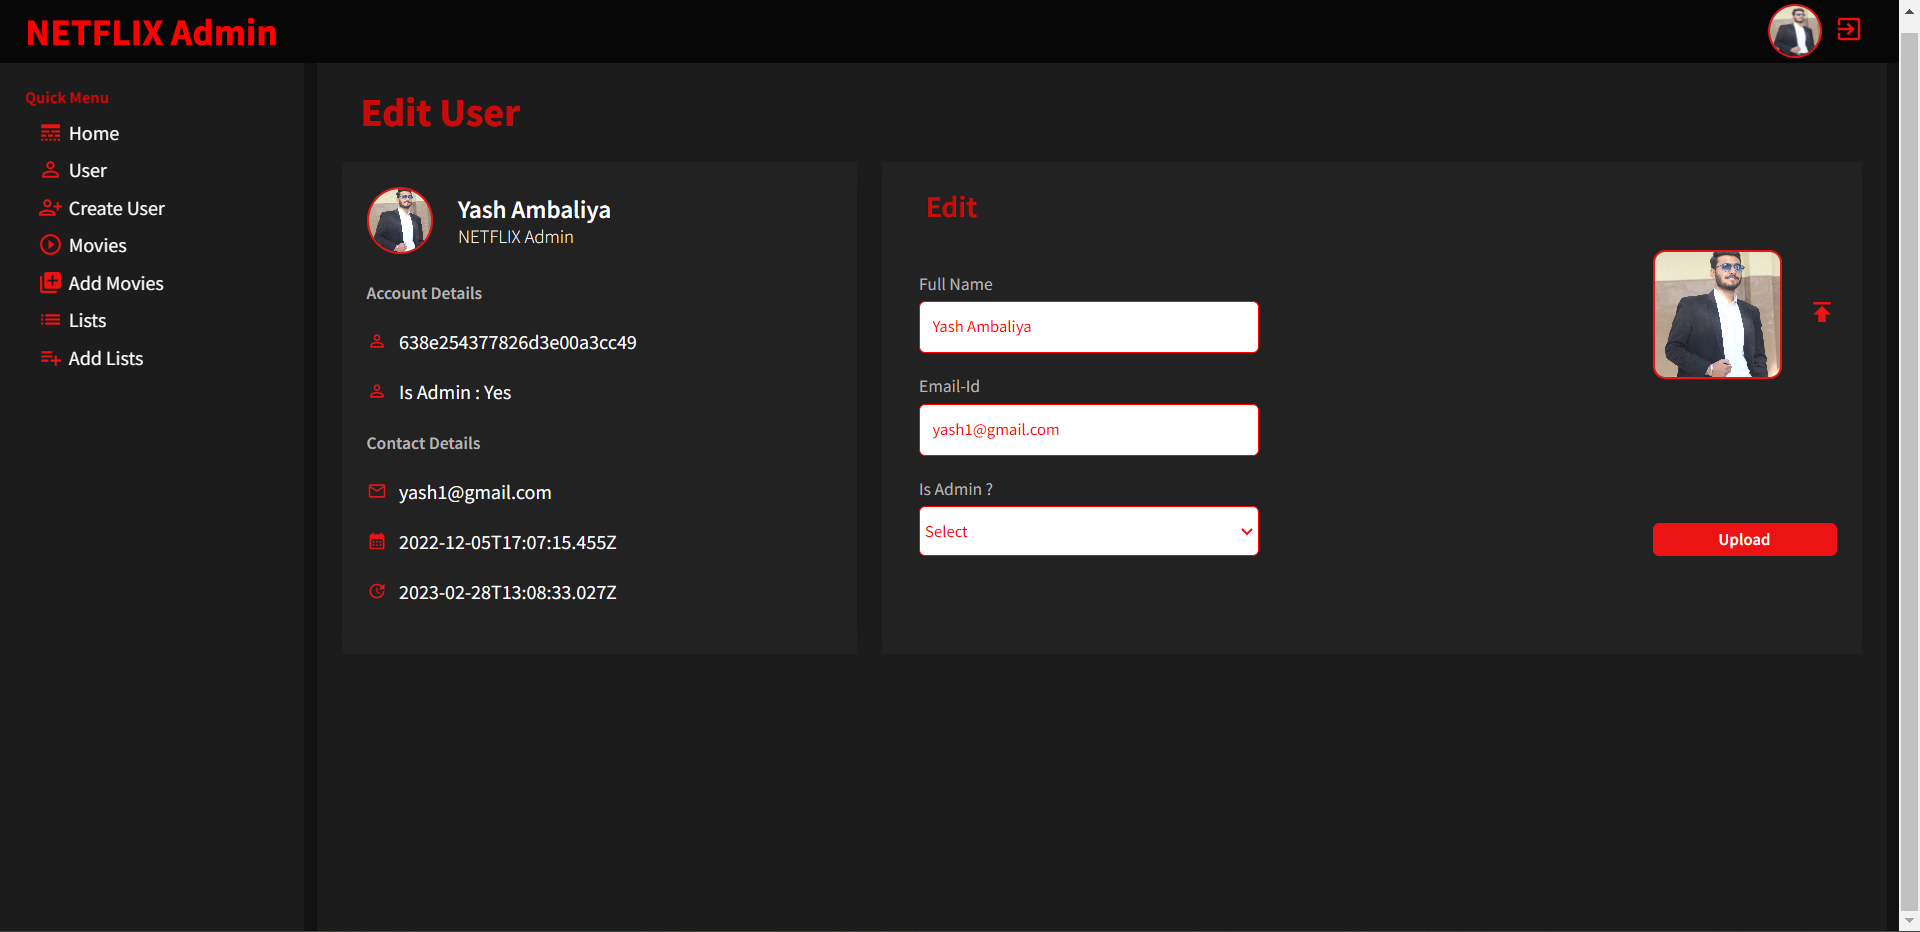 NETFLIX Admin
Quick Menu
Home
User
Create User
Movies
Add Movies
Lists
Add Lists
Edit User
Yash Ambaliya
NETFLIX Admin
Account Details
638e254377826d3e00a3cc49
Is Admin : Yes
Contact Details
yash1@gmail.com
2022-12-05T17:07:15.455Z
2023-02-28T13:08:33.027Z
Edit
Full Name
Yash Ambaliya
Email-Id
yash1@gmail.com
Is Admin ?
Select
Upload